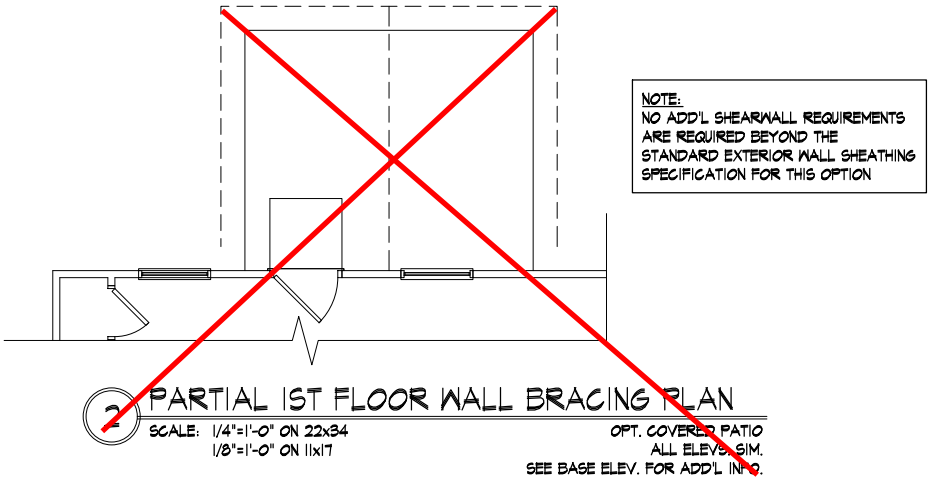 NOTE:
NO ADD'L SHEARWALL REQUIREMENTS
ARE REQUIRED BEYOND THE
STANDARD EXTERIOR WALL SHEATHING
SPECIFICATION FOR THIS OPTION
2
PARTIAL 1ST FLOOR WALL BRACING PLAN
SCALE: 1/4"=1'-0" ON 22x34
1/8"=1'-0" ON 11x17
OPT. COVERED PATIO
ALL ELEVS. SIM.
SEE BASE ELEV. FOR ADD'L INFO.